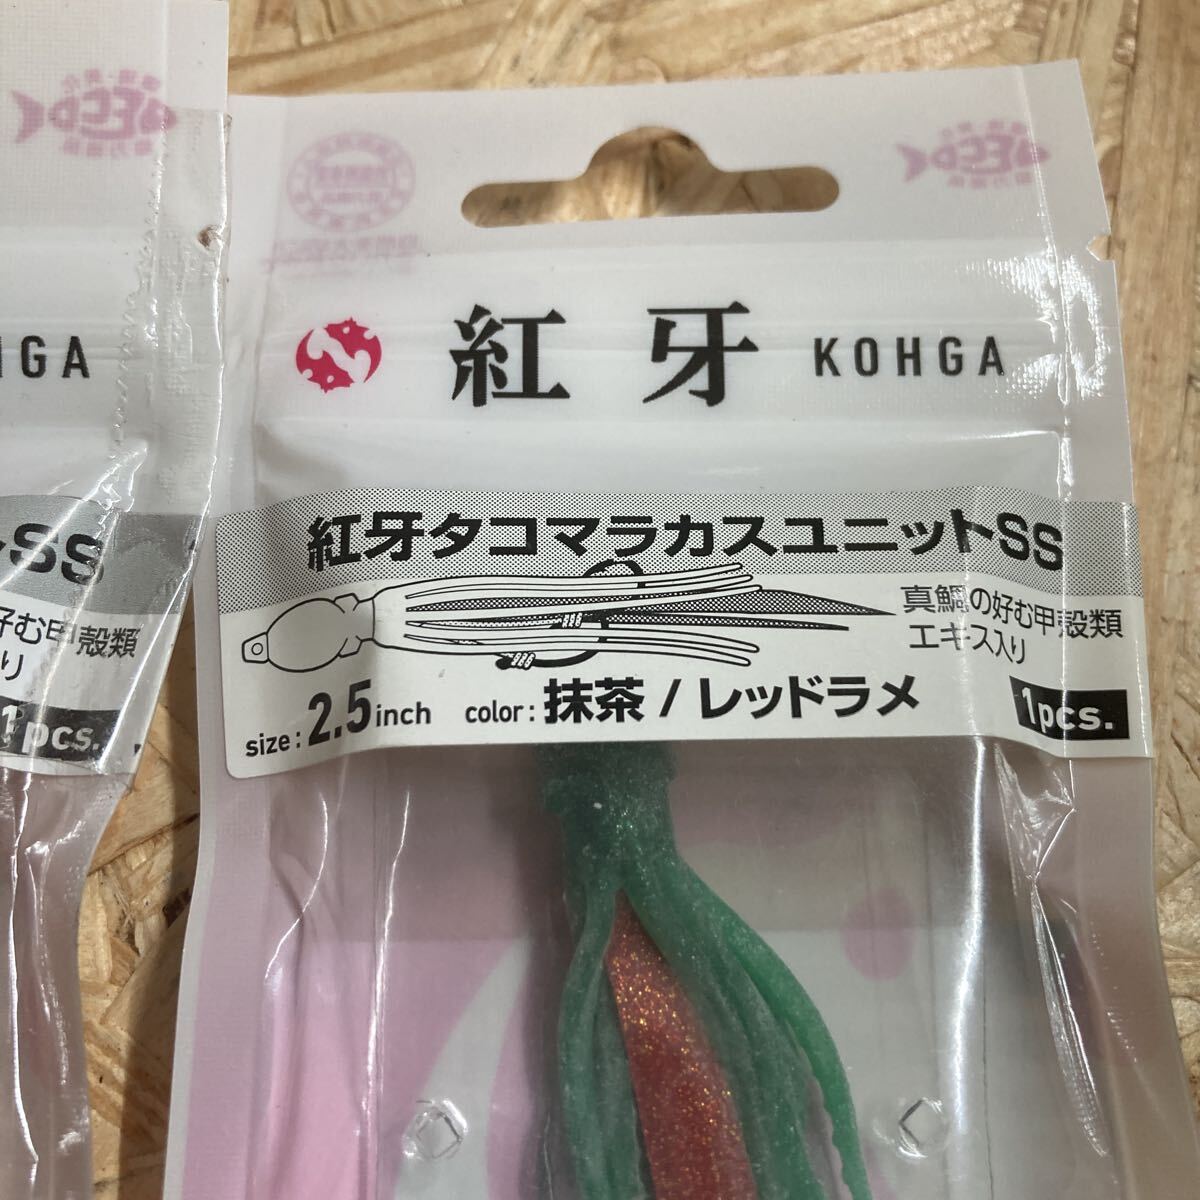 紅牙 KOHGA
紅牙タコマラカスユニットSS
真鯛の好む甲殻類
エキス入り
size: 2.5inch color: 抹茶 / レッドラメ
1pcs.
GA
SS
好む甲殻類
り
1pcs.